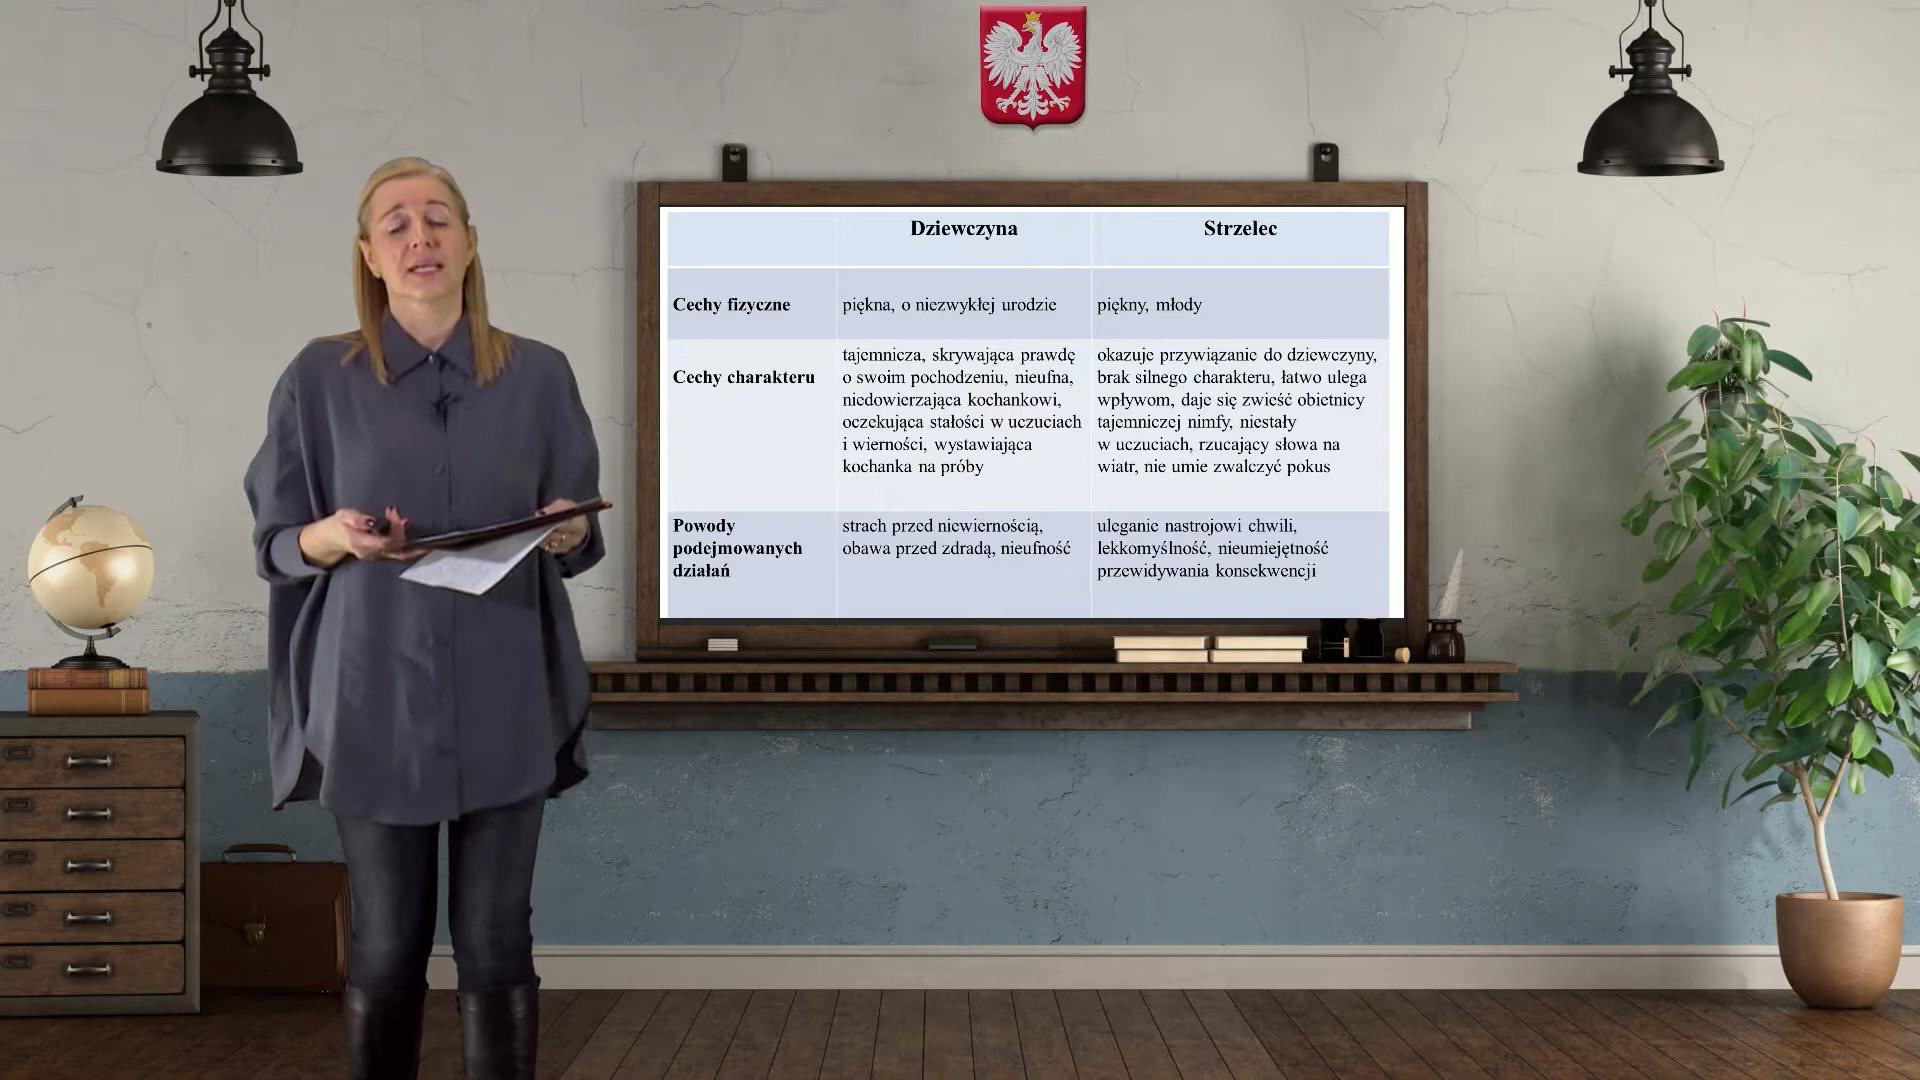 Dziewczyna
Strzelec
Cechy fizyczne
piękna, o niezwykłej urodzie
piękny, młody
Cechy charakteru
tajemnicza, skrywająca prawdę
o swoim pochodzeniu, nieufna,
niedowierzająca kochankowi,
oczekująca stałości w uczuciach
i wierności, wystawiająca
kochanka na próby
okazuje przywiązanie do dziewczyny,
brak silnego charakteru, łatwo ulega
wpływom, daje się zwieść obietnicy
tajemniczej nimfy, niestały
w uczuciach, rzucający słowa na
wiatr, nie umie zwalczyć pokus
Powody
podejmowanych
działań
strach przed niewiernością,
obawa przed zdradą, nieufność
uleganie nastrojowi chwili,
lekkomyślność, nieumiejętność
przewidywania konsekwencji